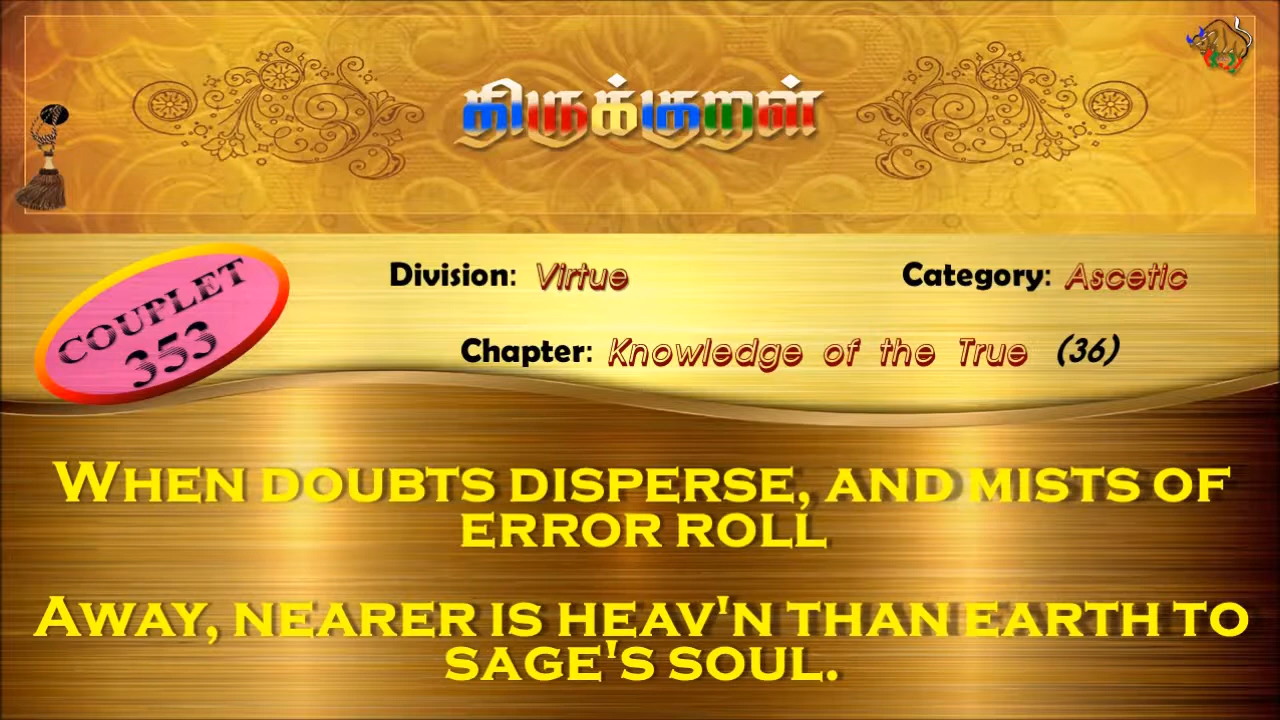 திருக்குறள்
COUPLET
353
Division: Virtue
Category: Ascetic
Chapter: Knowledge of the True (36)
WHEN DOUBTS DISPERSE, AND MISTS OF
ERROR ROLL
AWAY, NEARER IS HEAV'N THAN EARTH TO
SAGE'S SOUL.